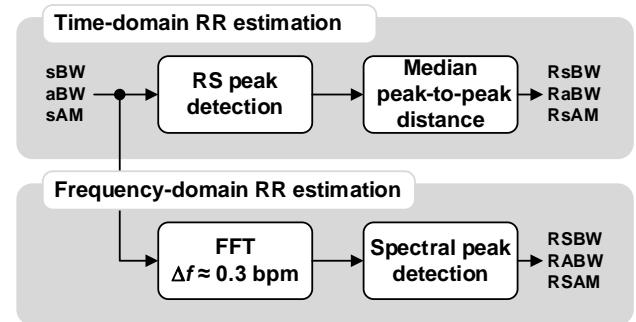 Time-domain RR estimation
sBW
aBW
sAM
RS peak
detection
Median
peak-to-peak
distance
RsBW
RaBW
RsAM
Frequency-domain RR estimation
FFT
Δf ≈ 0.3 bpm
Spectral peak
detection
RSBW
RABW
RSAM